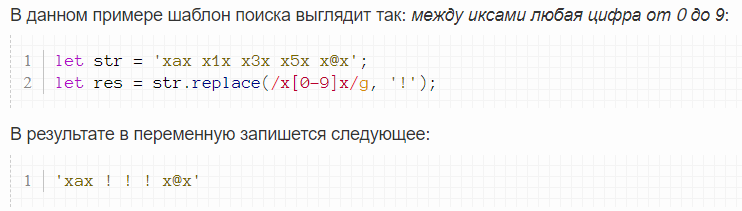 В данном примере шаблон поиска выглядит так: между иксами любая цифра от 0 до 9:
1 let str = 'xax x1x x3x x5x x@x';
2 let res = str.replace(/x[0-9]x/g, '!');
В результате в переменную запишется следующее:
1 'xax ! ! ! x@x'